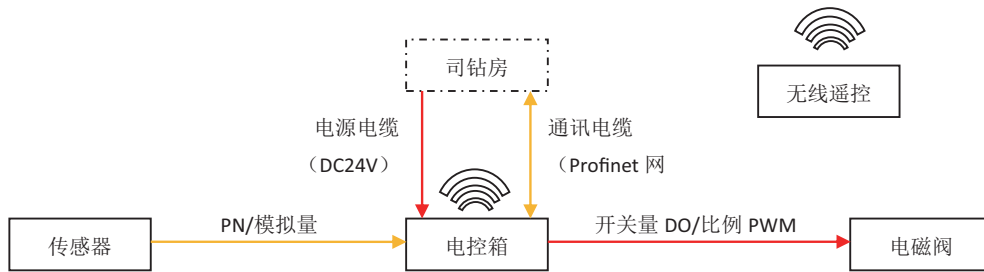 司钻房
无线遥控
电源电缆
（DC24V）
通讯电缆
（Profinet 网
传感器
PN/模拟量
电控箱
开关量 DO/比例 PWM
电磁阀